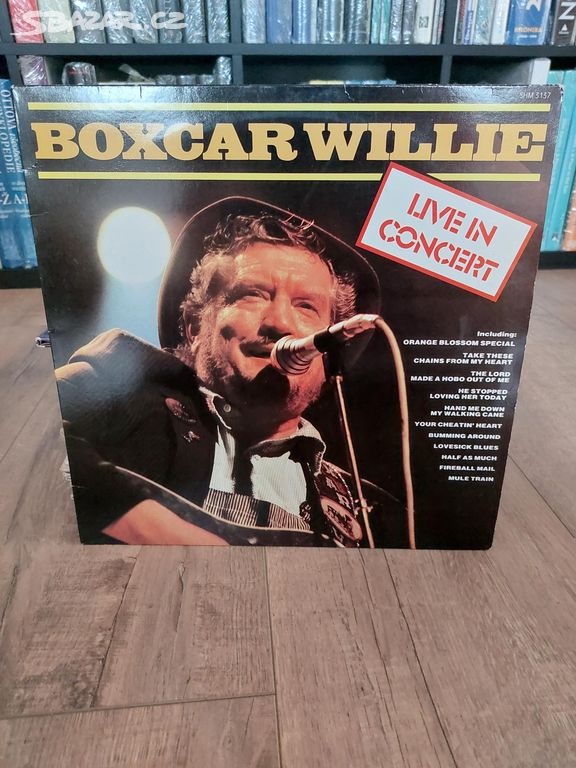 SBAZAR.CZ
SHM 3137
BOXCAR WILLIE
LIVE IN
CONCERT
Including:
ORANGE BLOSSOM SPECIAL
TAKE THESE
CHAINS FROM MY HEART
THE LORD
MADE A HOBO OUT OF ME
HE STOPPED
LOVING HER TODAY
HAND ME DOWN
MY WALKING CANE
YOUR CHEATIN' HEART
BUMMING AROUND
LOVESICK BLUES
HALF AS MUCH
FIREBALL MAIL
MULE TRAIN